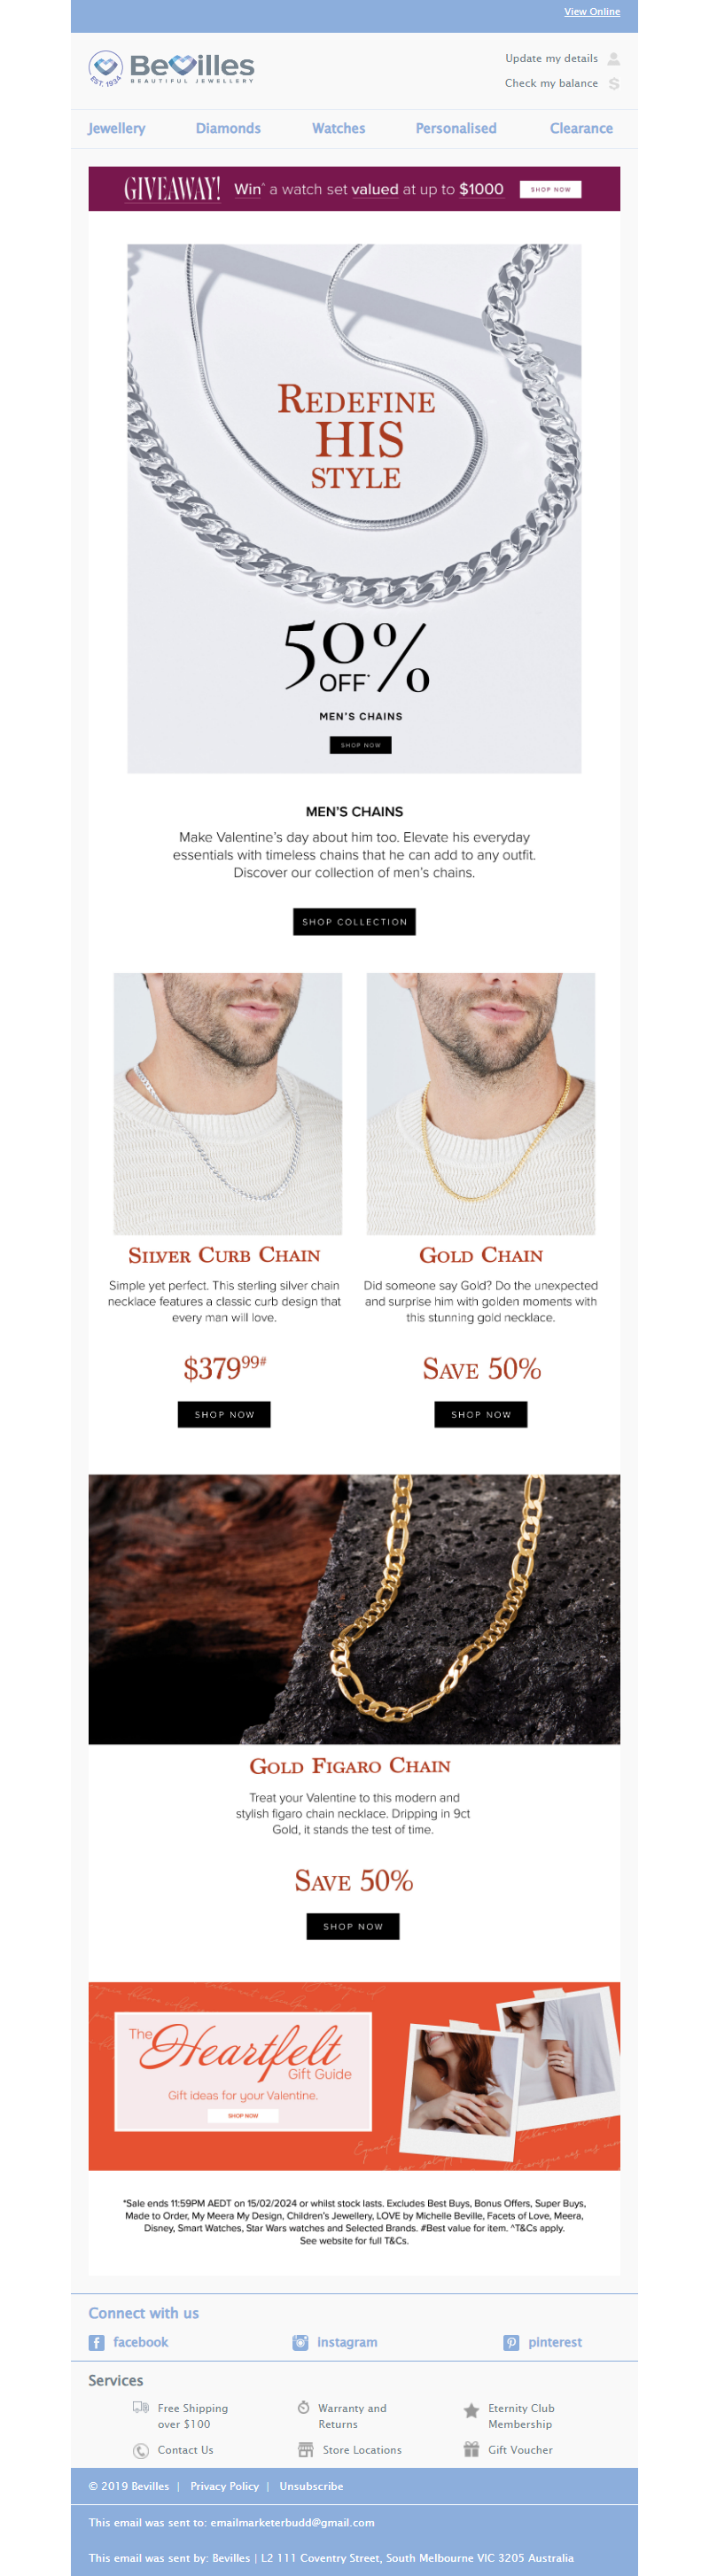 View Online
EST. 1934
Bevilles
BEAUTIFUL JEWELLERY
Update my details
Check my balance
Jewellery Diamonds Watches Personalised Clearance
GIVEAWAY! Win^ a watch set valued at up to $1000 SHOP NOW
REDEFINE
HIS
STYLE
50%
OFF*
MEN'S CHAINS
SHOP NOW
MEN'S CHAINS
Make Valentine's day about him too. Elevate his everyday
essentials with timeless chains that he can add to any outfit.
Discover our collection of men's chains.
SHOP COLLECTION
SILVER CURB CHAIN
Simple yet perfect. This sterling silver chain
necklace features a classic curb design that
every man will love.
$379.99#
SHOP NOW
GOLD CHAIN
Did someone say Gold? Do the unexpected
and surprise him with golden moments with
this stunning gold necklace.
SAVE 50%
SHOP NOW
GOLD FIGARO CHAIN
Treat your Valentine to this modern and
stylish figaro chain necklace. Dripping in 9ct
Gold, it stands the test of time.
SAVE 50%
SHOP NOW
The
Heartfelt
Gift Guide
Gift ideas for your Valentine.
SHOP NOW
*Sale ends 11:59PM AEDT on 15/02/2024 or whilst stock lasts. Excludes Best Buys, Bonus Offers, Super Buys,
Made to Order, My Meera My Design, Children's Jewellery, LOVE by Michelle Beville, Facets of Love, Meera,
Disney, Smart Watches, Star Wars watches and Selected Brands. #Best value for item. ^T&Cs apply.
See website for full T&Cs.
Connect with us
facebook
instagram
pinterest
Services
Free Shipping
over $100
Warranty and
Returns
Eternity Club
Membership
Contact Us
Store Locations
Gift Voucher
© 2019 Bevilles | Privacy Policy | Unsubscribe
This email was sent to: emailmarketerbudd@gmail.com
This email was sent by: Bevilles | L2 111 Coventry Street, South Melbourne VIC 3205 Australia